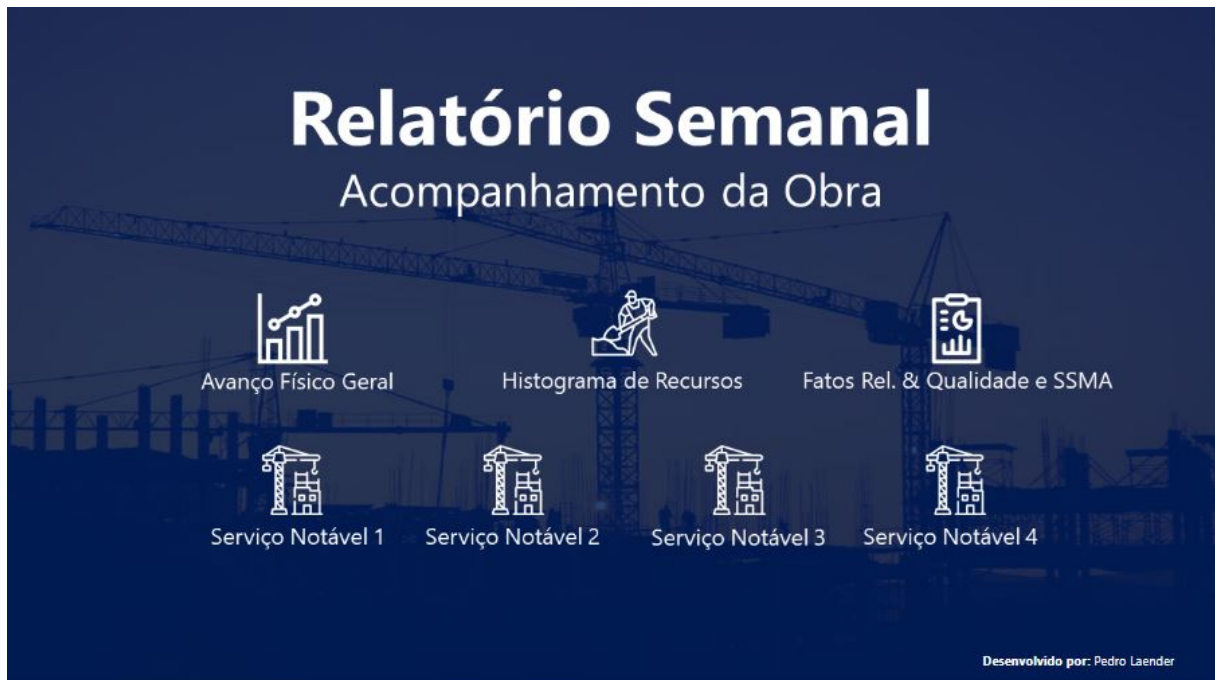 Relatório Semanal
Acompanhamento da Obra
Avanço Físico Geral
Histograma de Recursos
Fatos Rel. & Qualidade e SSMA
Serviço Notável 1
Serviço Notável 2
Serviço Notável 3
Serviço Notável 4
Desenvolvido por: Pedro Laender